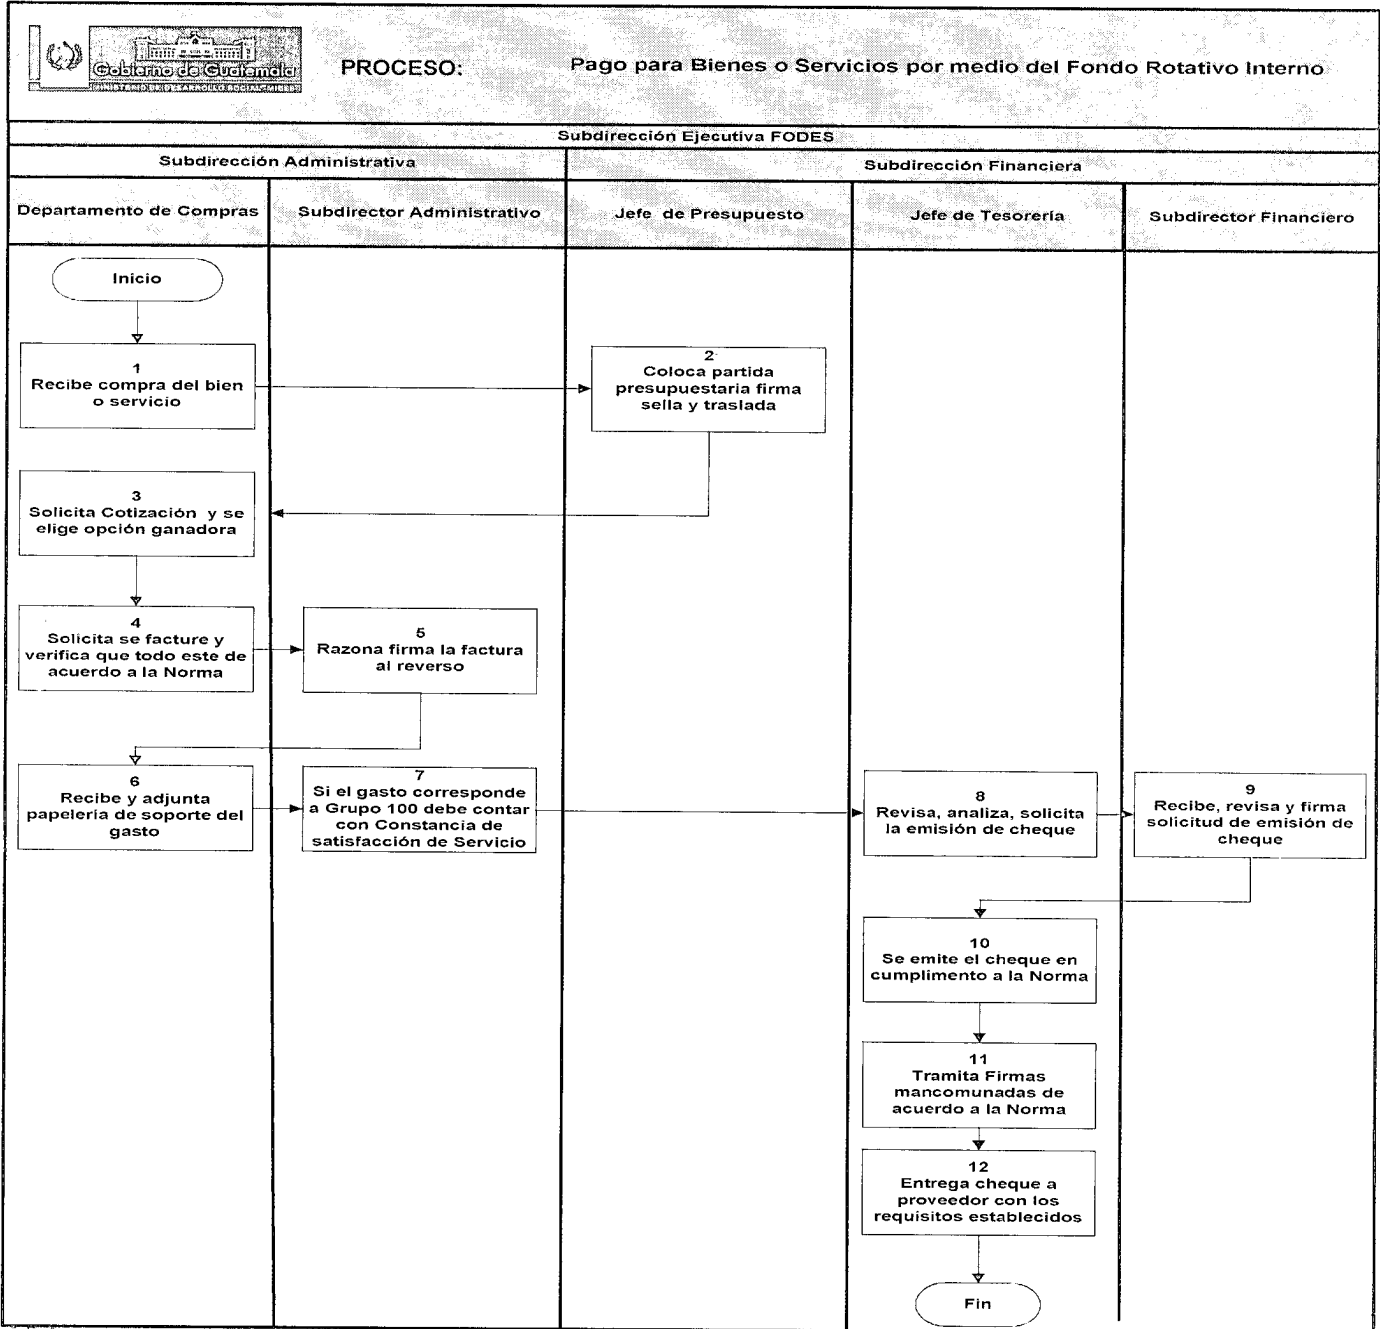 Gobierno de Guatemala
MINISTERIO DE DESARROLLO SOCIAL-MIDES
PROCESO:
Pago para Bienes o Servicios por medio del Fondo Rotativo Interno
Subdirección Ejecutiva FODES
Subdirección Administrativa
Subdirección Financiera
Departamento de Compras
Subdirector Administrativo
Jefe de Presupuesto
Jefe de Tesorería
Subdirector Financiero
Inicio
1
Recibe compra del bien
o servicio
2
Coloca partida
presupuestaria firma
sella y traslada
3
Solicita Cotización y se
elige opción ganadora
4
Solicita se facture y
verifica que todo este de
acuerdo a la Norma
5
Razona firma la factura
al reverso
6
Recibe y adjunta
papelería de soporte del
gasto
7
Si el gasto corresponde
a Grupo 100 debe contar
con Constancia de
satisfacción de Servicio
8
Revisa, analiza, solicita
la emisión de cheque
9
Recibe, revisa y firma
solicitud de emisión de
cheque
10
Se emite el cheque en
cumplimento a la Norma
11
Tramita Firmas
mancomunadas de
acuerdo a la Norma
12
Entrega cheque a
proveedor con los
requisitos establecidos
Fin